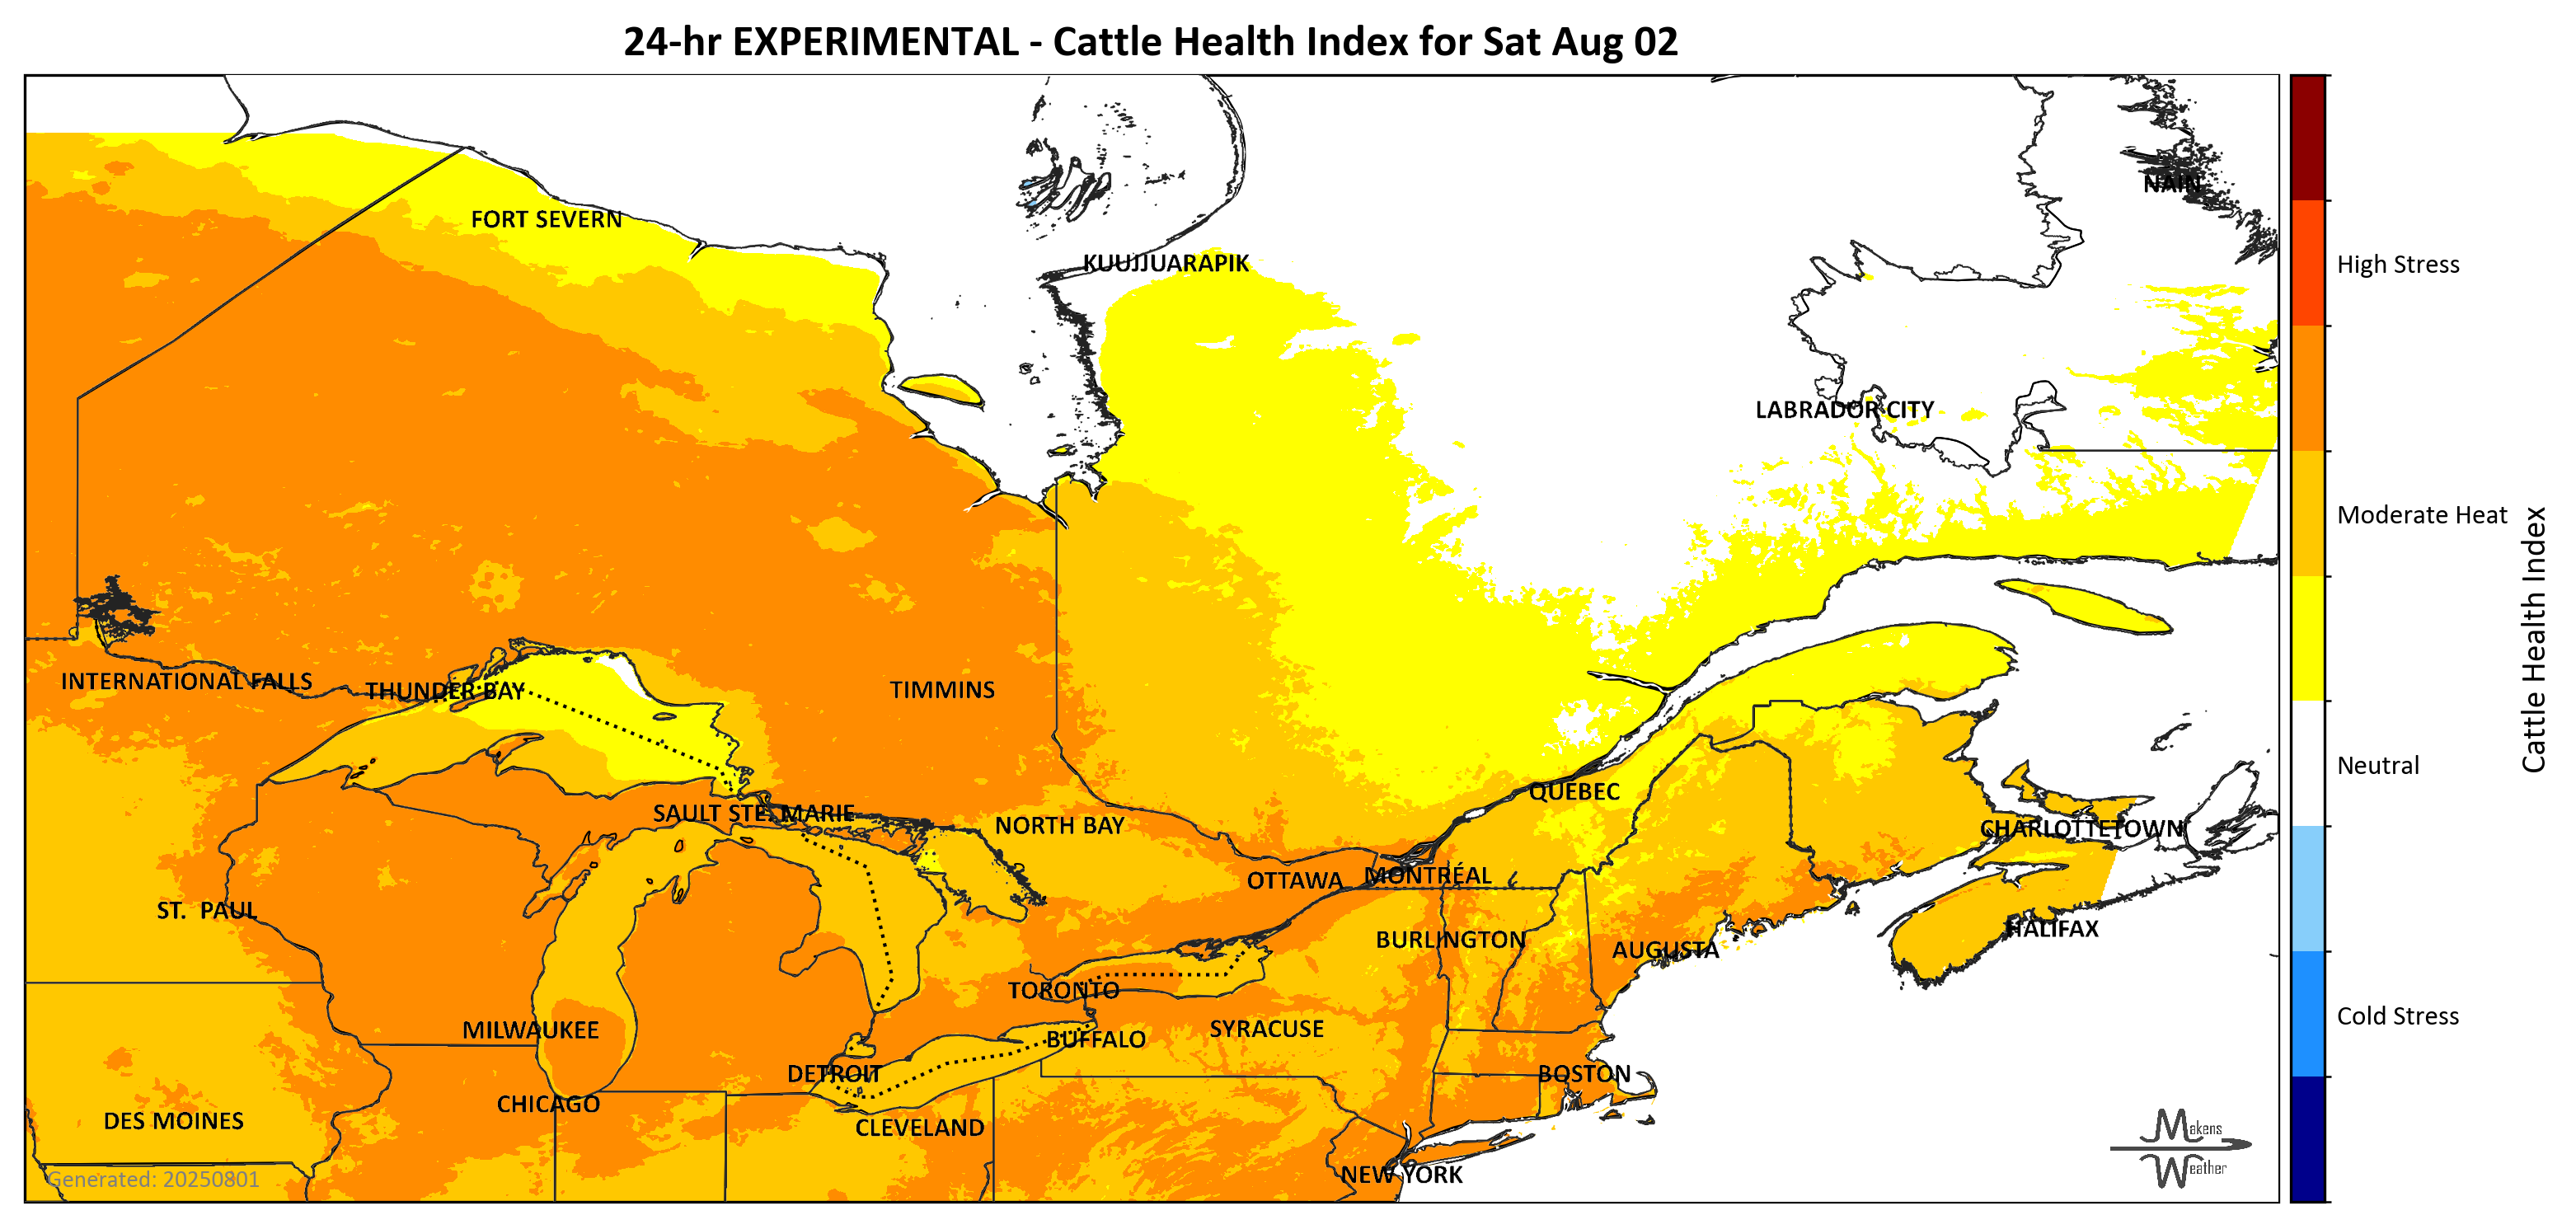 24-hr EXPERIMENTAL - Cattle Health Index for Sat Aug 02
NAIN
FORT SEVERN
KUUJJUARAPIK
High Stress
LABRADOR CITY
Moderate Heat
Cattle Health Index
INTERNATIONAL FALLS
THUNDER BAY
TIMMINS
Neutral
QUEBEC
SAULT STE. MARIE
NORTH BAY
CHARLOTTETOWN
OTTAWA
MONTRÉAL
ST. PAUL
HALIFAX
BURLINGTON
AUGUSTA
TORONTO
Cold Stress
MILWAUKEE
SYRACUSE
BUFFALO
DETROIT
BOSTON
CHICAGO
DES MOINES
CLEVELAND
Makens
Weather
NEW YORK
Generated: 20250801